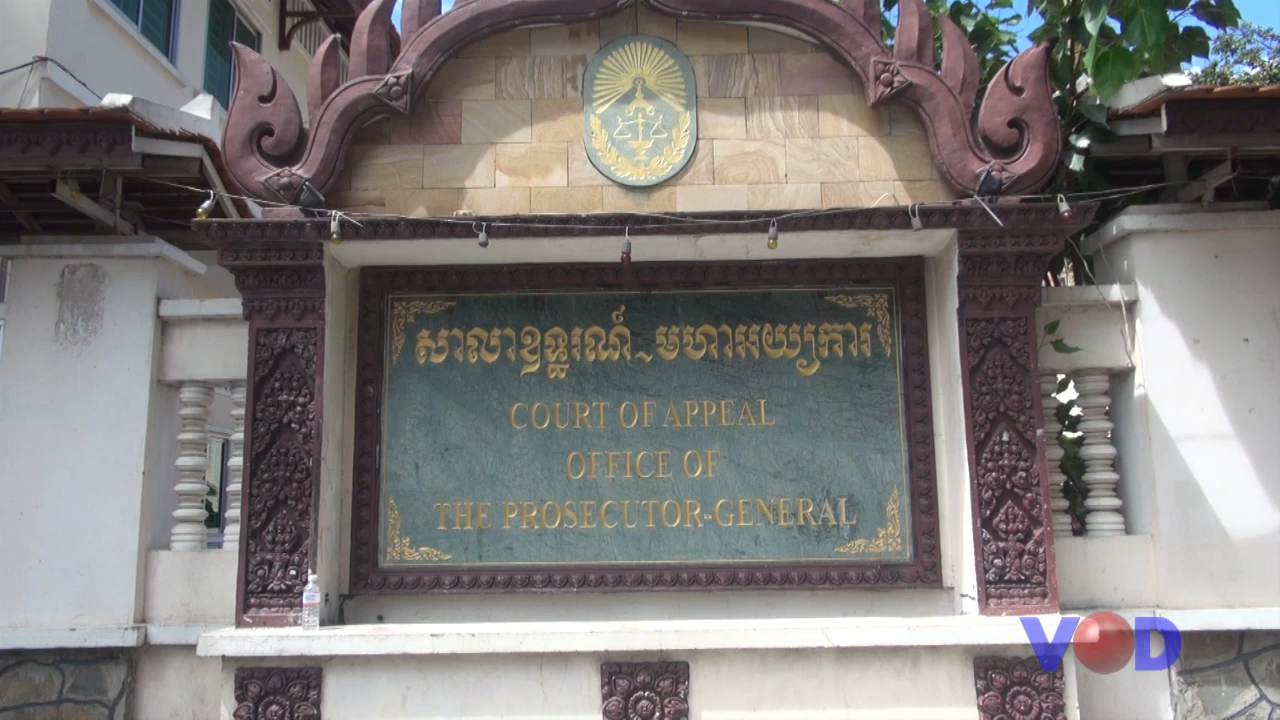 សាលាឧទ្ធរណ៍~មហាអយ្យការ
COURT OF APPEAL
OFFICE OF
THE PROSECUTOR-GENERAL
VOD